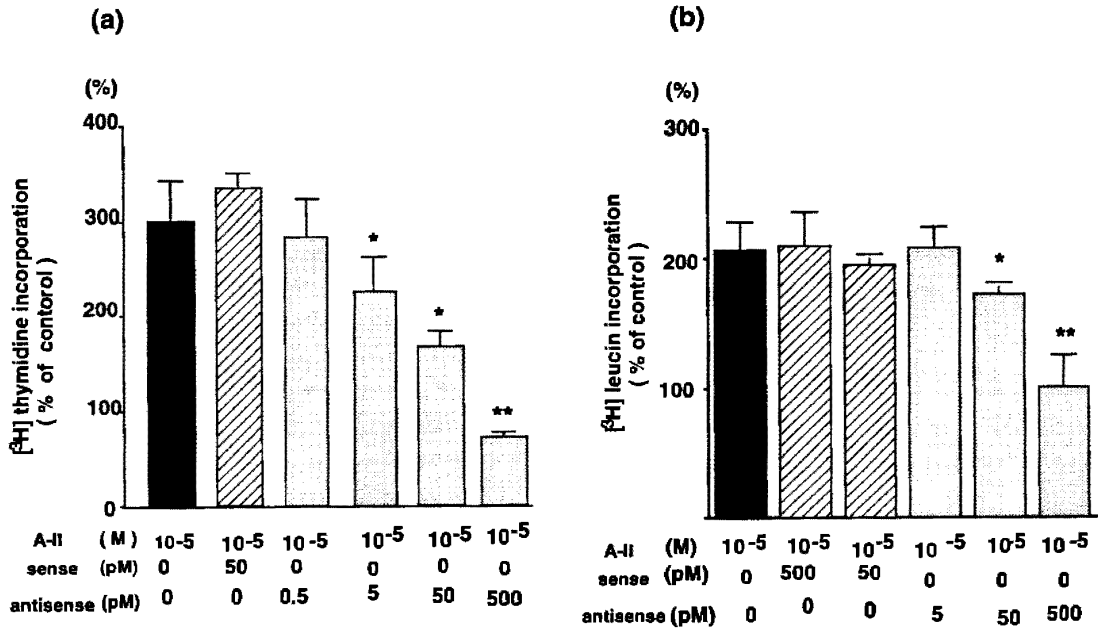 (a)
(%)
400
300
200
100
0
[³H] thymidine incorporation
( % of contorol )
*
*
**
A-II (M) 10-5 10-5 10-5 10-5 10-5 10-5
sense (pM) 0 50 0 0 0 0
antisense (pM) 0 0 0.5 5 50 500
(b)
(%)
300
200
100
[³H] leucin incorporation
( % of control )
*
**
A-II (M) 10-5 10-5 10-5 10-5 10-5 10-5
sense (pM) 0 500 50 0 0 0
antisense (pM) 0 0 0 5 50 500